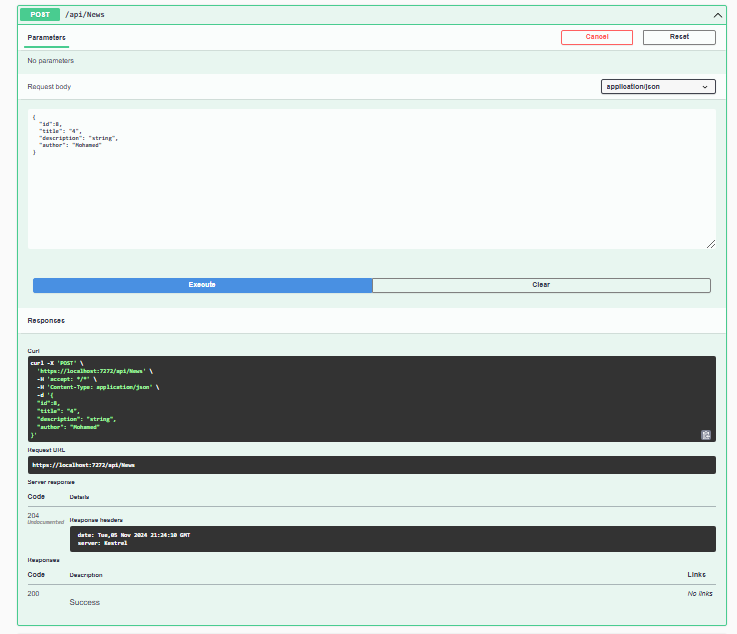 POST /api/News
Parameters Cancel Reset
No parameters
Request body application/json
{
"id":8,
"title": "4",
"description": "string",
"author": "Mohamed"
}
Execute Clear
Responses
Curl
curl -X 'POST' \
'https://localhost:7272/api/News' \
-H 'accept: */*' \
-H 'Content-Type: application/json' \
-d '{
"id":8,
"title": "4",
"description": "string",
"author": "Mohamed"
}'
Request URL
https://localhost:7272/api/News
Server response
Code Details
204 Undocumented
Response headers
date: Tue,05 Nov 2024 21:24:10 GMT
server: Kestrel
Responses
Code Description Links
200 Success No links